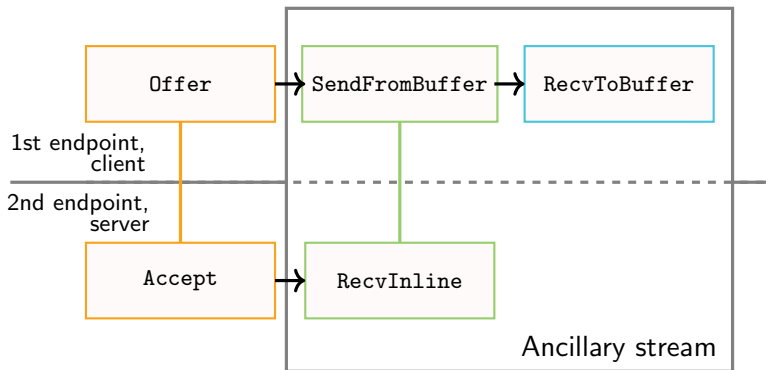 Offer
SendFromBuffer
RecvToBuffer
1st endpoint,
client
2nd endpoint,
server
Accept
RecvInline
Ancillary stream